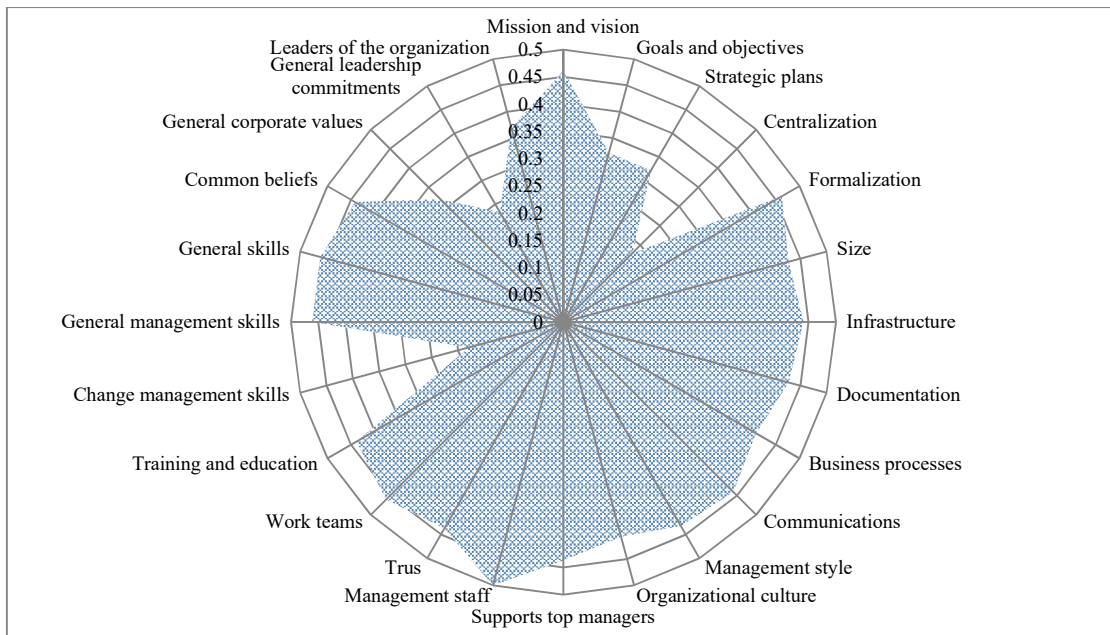 Mission and vision
Goals and objectives
Strategic plans
Centralization
Formalization
Size
Infrastructure
Documentation
Business processes
Communications
Management style
Organizational culture
Supports top managers
Management staff
Trus
Work teams
Training and education
Change management skills
General management skills
General skills
Common beliefs
General corporate values
General leadership
commitments
Leaders of the organization
0.5
0.45
0.4
0.35
0.3
0.25
0.2
0.15
0.1
0.05
0